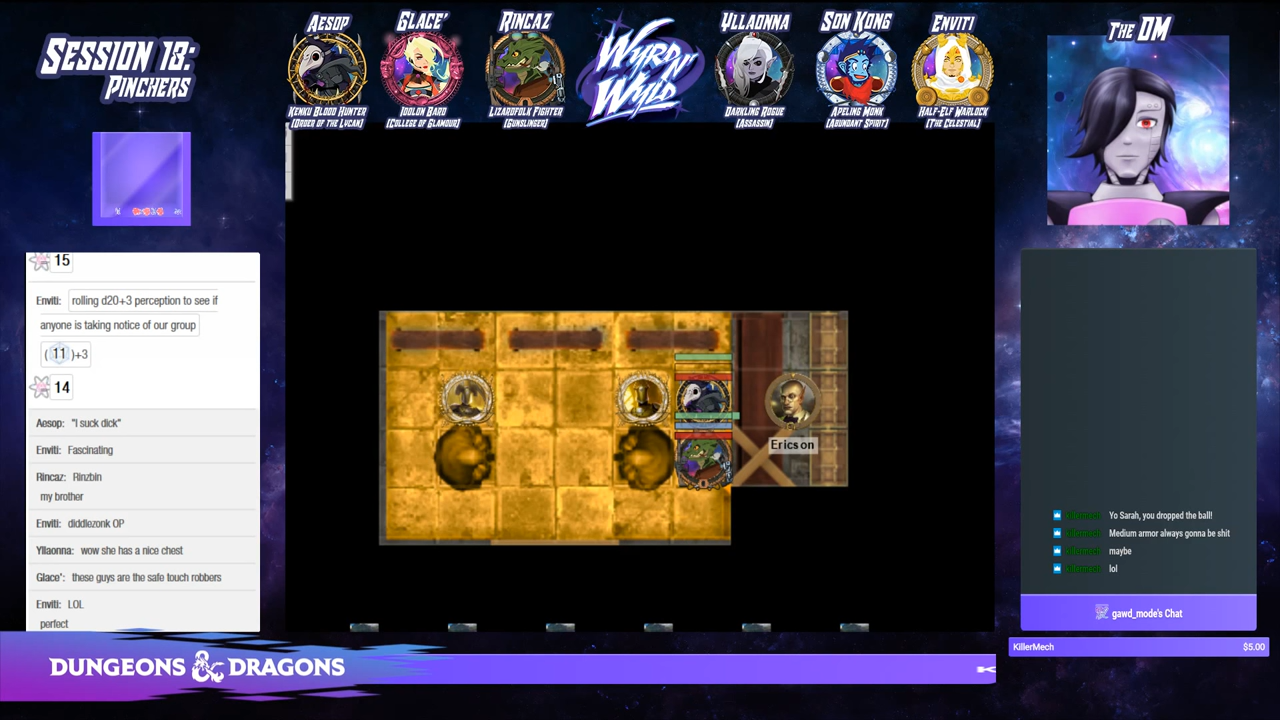 SESSION 18:
PINCHERS
AESOP
KENKU BLOOD HUNTER
(ORDER OF THE LYCAN)
GLACE'
IDOLON BARD
(COLLEGE OF GLAMOUR)
RINCAZ
LIZARDFOLK FIGHTER
(GUNSLINGER)
WYRD N'
WYLD
YLLAONNA
DARKLING ROGUE
(ASSASSIN)
SON KONG
APELING MONK
(ABUNDANT SPIRIT)
ENVITI
HALF-ELF WARLOCK
(THE CELESTIAL)
THE DM
15
Enviti: rolling d20+3 perception to see if
anyone is taking notice of our group
(11)+3
14
Aesop: "I suck dick"
Enviti: Fascinating
Rincaz: Rinzbin
my brother
Enviti: diddlezonk OP
Yllaonna: wow she has a nice chest
Glace': these guys are the safe touch robbers
Enviti: LOL
perfect
Ericson
killermech: Yo Sarah, you dropped the ball!
killermech: Medium armor always gonna be shit
killermech: maybe
killermech: lol
gawd_mode's Chat
KillerMech $5.00
DUNGEONS & DRAGONS